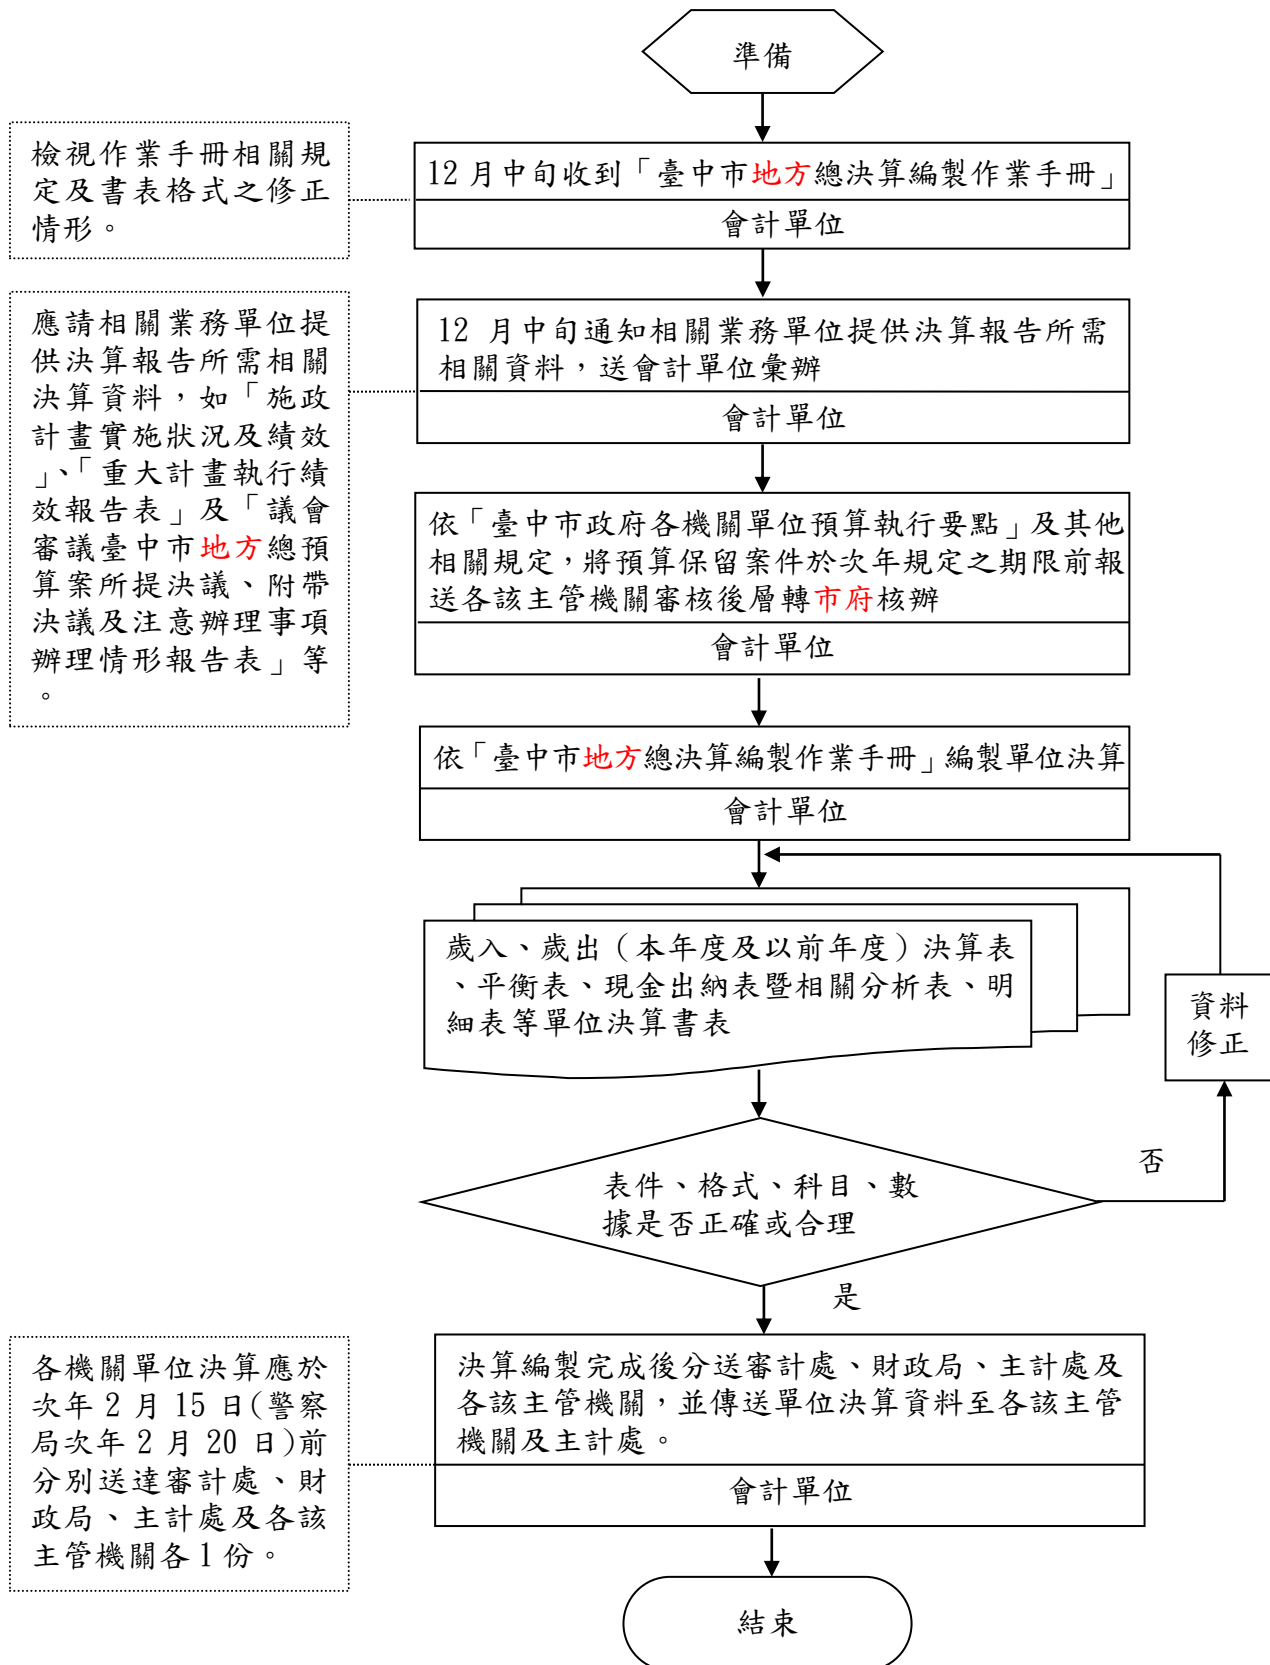 準備
檢視作業手冊相關規
定及書表格式之修正
情形。
12月中旬收到「臺中市地方總決算編製作業手冊」
會計單位
應請相關業務單位提
供決算報告所需相關
決算資料，如「施政
計畫實施狀況及績效
」、「重大計畫執行績
效報告表」及「議會
審議臺中市地方總預
算案所提決議、附帶
決議及注意辦理事項
辦理情形報告表」等
。
12 月中旬通知相關業務單位提供決算報告所需
相關資料，送會計單位彙辦
會計單位
依「臺中市政府各機關單位預算執行要點」及其他
相關規定，將預算保留案件於次年規定之期限前報
送各該主管機關審核後層轉市府核辦
會計單位
依「臺中市地方總決算編製作業手冊」編製單位決算
會計單位
歲入、歲出（本年度及以前年度）決算表
、平衡表、現金出納表暨相關分析表、明
細表等單位決算書表
資料
修正
表件、格式、科目、數
據是否正確或合理
否
是
各機關單位決算應於
次年 2 月 15 日(警察
局次年 2 月 20 日)前
分別送達審計處、財
政局、主計處及各該
主管機關各1份。
決算編製完成後分送審計處、財政局、主計處及
各該主管機關，並傳送單位決算資料至各該主管
機關及主計處。
會計單位
結束